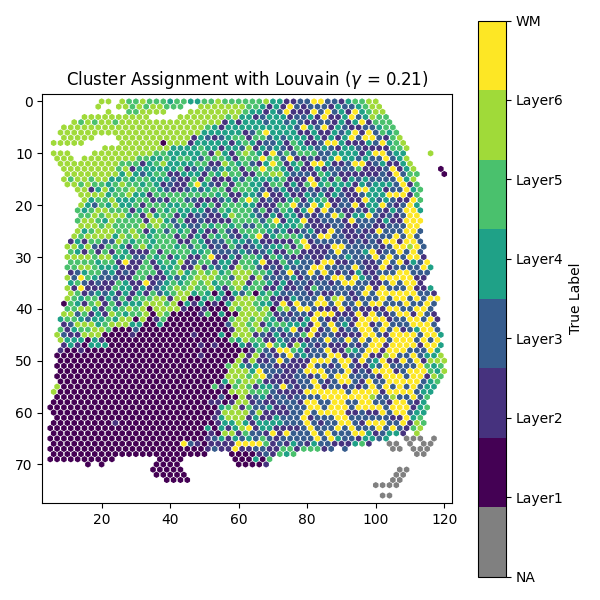 Cluster Assignment with Louvain (γ = 0.21)
0
10
20
30
40
50
60
70
20
40
60
80
100
120
WM
Layer6
Layer5
Layer4
Layer3
Layer2
Layer1
NA
True Label